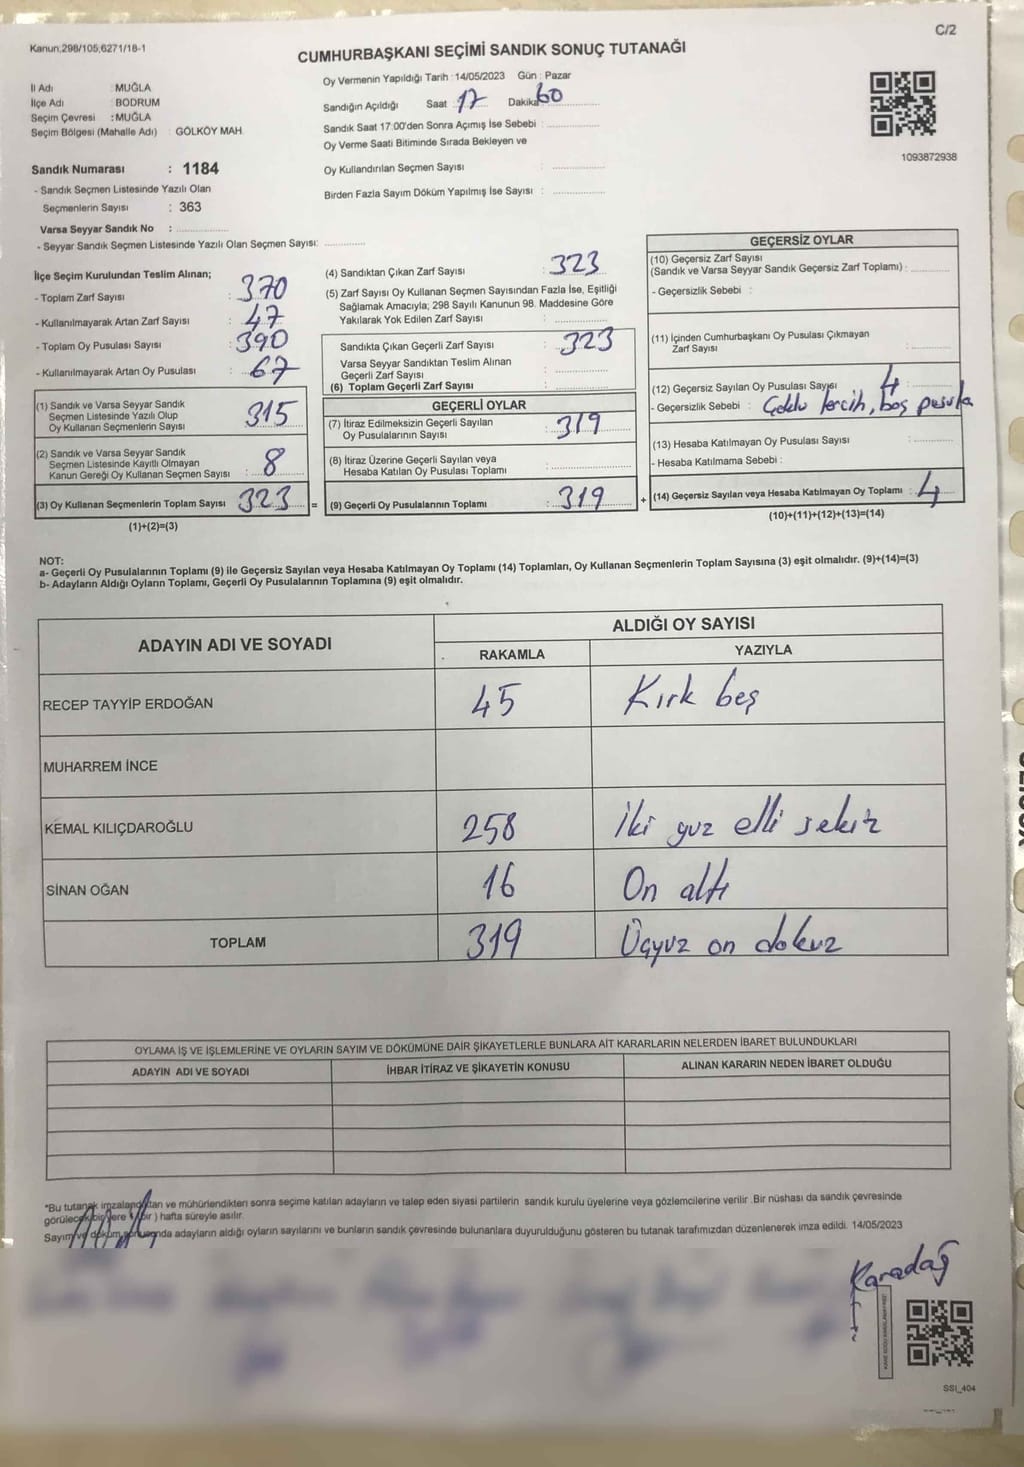 C/2
Kanun;298/105;6271/18-1
CUMHURBAŞKANI SEÇİMİ SANDIK SONUÇ TUTANAĞI
İl Adı : MUĞLA
İlçe Adı : BODRUM
Seçim Çevresi : MUĞLA
Seçim Bölgesi (Mahalle Adı) : GÖLKÖY MAH.
Oy Vermenin Yapıldığı Tarih : 14/05/2023 Gün : Pazar
Sandığın Açıldığı Saat : 17 Dakika 60
Sandık Saat 17:00'den Sonra Açımış İse Sebebi :
Oy Verme Saati Bitiminde Sırada Bekleyen ve
Oy Kullandırılan Seçmen Sayısı :
Birden Fazla Sayım Döküm Yapılmış İse Sayısı :
1093872938
Sandık Numarası : 1184
- Sandık Seçmen Listesinde Yazılı Olan
Seçmenlerin Sayısı : 363
Varsa Seyyar Sandık No :
- Seyyar Sandık Seçmen Listesinde Yazılı Olan Seçmen Sayısı:
İlçe Seçim Kurulundan Teslim Alınan;
- Toplam Zarf Sayısı : 370
- Kullanılmayarak Artan Zarf Sayısı : 47
- Toplam Oy Pusulası Sayısı : 390
- Kullanılmayarak Artan Oy Pusulası : 67
(1) Sandık ve Varsa Seyyar Sandık
Seçmen Listesinde Yazılı Olup
Oy Kullanan Seçmenlerin Sayısı : 315
(2) Sandık ve Varsa Seyyar Sandık
Seçmen Listesinde Kayıtlı Olmayan
Kanun Gereği Oy Kullanan Seçmen Sayısı : 8
(3) Oy Kullanan Seçmenlerin Toplam Sayısı : 323 =
(1)+(2)=(3)
(4) Sandıktan Çıkan Zarf Sayısı : 323
(5) Zarf Sayısı Oy Kullanan Seçmen Sayısından Fazla İse, Eşitliği
Sağlamak Amacıyla; 298 Sayılı Kanunun 98. Maddesine Göre
Yakılarak Yok Edilen Zarf Sayısı :
Sandıkta Çıkan Geçerli Zarf Sayısı : 323
Varsa Seyyar Sandıktan Teslim Alınan
Geçerli Zarf Sayısı :
(6) Toplam Geçerli Zarf Sayısı :
GEÇERLİ OYLAR
(7) İtiraz Edilmeksizin Geçerli Sayılan
Oy Pusulalarının Sayısı : 319
(8) İtiraz Üzerine Geçerli Sayılan veya
Hesaba Katılan Oy Pusulası Toplamı :
(9) Geçerli Oy Pusulalarının Toplamı : 319 +
GEÇERSİZ OYLAR
(10) Geçersiz Zarf Sayısı
(Sandık ve Varsa Seyyar Sandık Geçersiz Zarf Toplamı) :
- Geçersizlik Sebebi :
(11) İçinden Cumhurbaşkanı Oy Pusulası Çıkmayan
Zarf Sayısı :
(12) Geçersiz Sayılan Oy Pusulası Sayısı : 4
- Geçersizlik Sebebi : Çoklu tercih, boş pusula
(13) Hesaba Katılmayan Oy Pusulası Sayısı :
- Hesaba Katılmama Sebebi :
(14) Geçersiz Sayılan veya Hesaba Katılmayan Oy Toplamı : 4
(10)+(11)+(12)+(13)=(14)
NOT:
a- Geçerli Oy Pusulalarının Toplamı (9) ile Geçersiz Sayılan veya Hesaba Katılmayan Oy Toplamı (14) Toplamları, Oy Kullanan Seçmenlerin Toplam Sayısına (3) eşit olmalıdır. (9)+(14)=(3)
b- Adayların Aldığı Oyların Toplamı, Geçerli Oy Pusulalarının Toplamına (9) eşit olmalıdır.
ADAYIN ADI VE SOYADI
ALDIĞI OY SAYISI
RAKAMLA YAZIYLA
RECEP TAYYİP ERDOĞAN 45 Kırk beş
MUHARREM İNCE
KEMAL KILIÇDAROĞLU 258 İki yuz elli sekiz
SİNAN OĞAN 16 On altı
TOPLAM 319 Üçyuz on dokuz
OYLAMA İŞ VE İŞLEMLERİNE VE OYLARIN SAYIM VE DÖKÜMÜNE DAİR ŞİKAYETLERLE BUNLARA AİT KARARLARIN NELERDEN İBARET BULUNDUKLARI
ADAYIN ADI VE SOYADI İHBAR İTİRAZ VE ŞİKAYETİN KONUSU ALINAN KARARIN NEDEN İBARET OLDUĞU
*Bu tutanak imzalandıktan ve mühürlendikten sonra seçime katılan adayların ve talep eden siyasi partilerin sandık kurulu üyelerine veya gözlemcilerine verilir .Bir nüshası da sandık çevresinde
görülecek bir yere ( bir ) hafta süreyle asılır.
Sayım ve döküm sonunda adayların aldığı oyların sayılarını ve bunların sandık çevresinde bulunanlara duyurulduğunu gösteren bu tutanak tarafımızdan düzenlenerek imza edildi. 14/05/2023
Karadağ
SSI_404